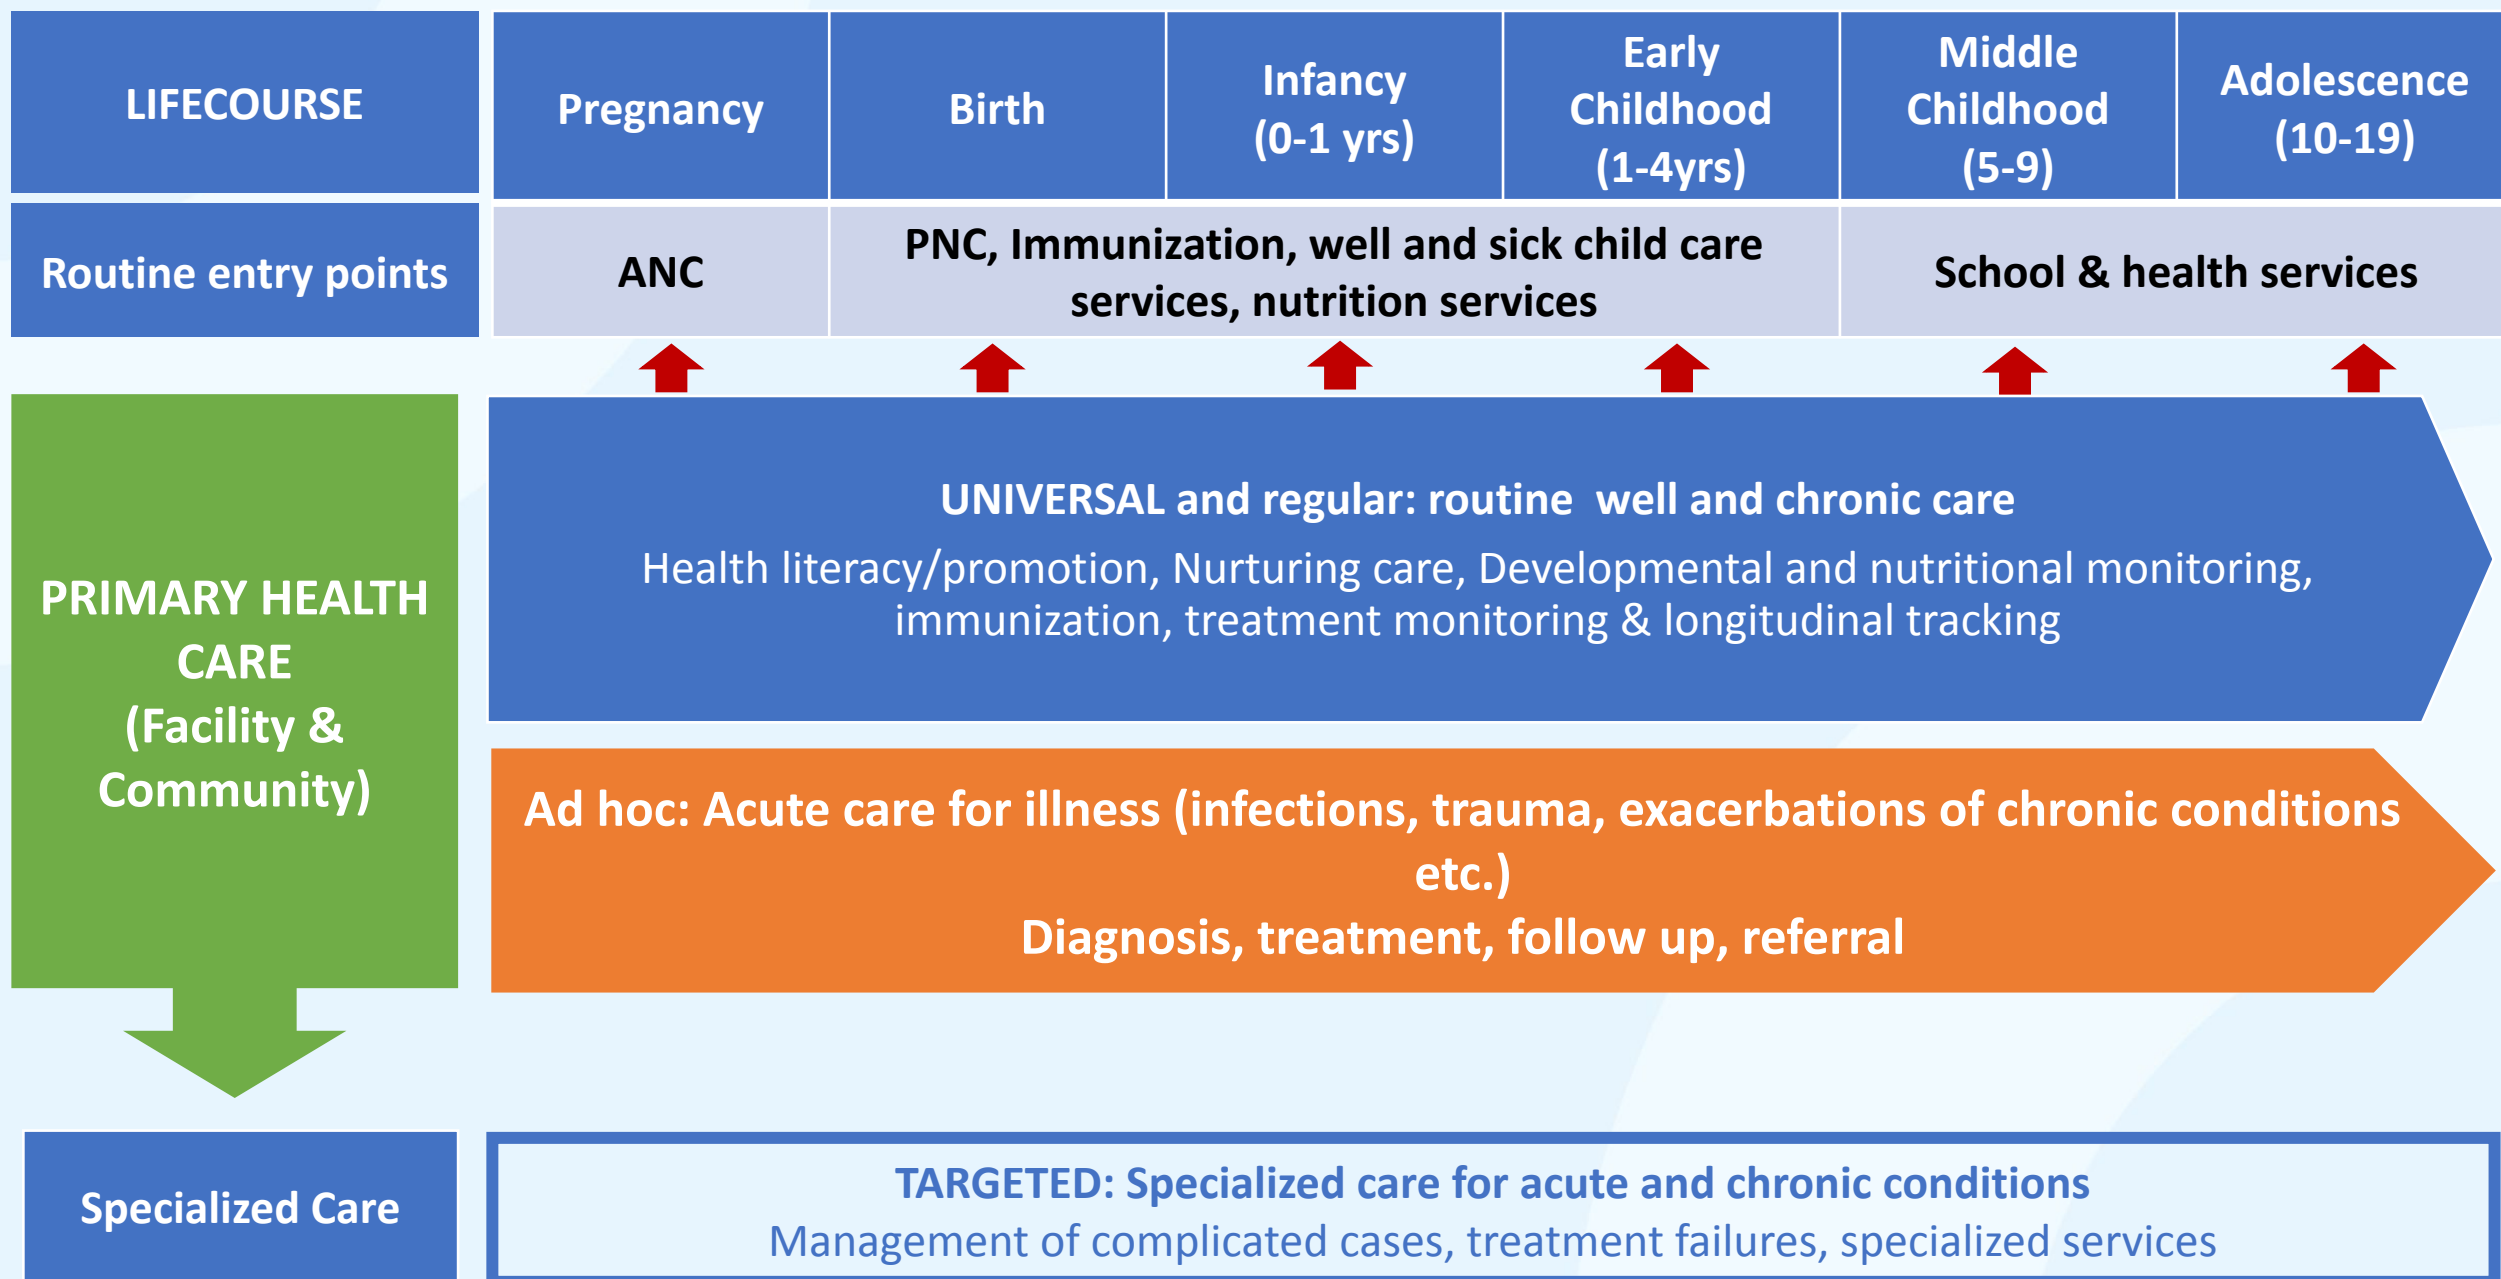 LIFECOURSE
Pregnancy
Birth
Infancy
(0-1 yrs)
Early
Childhood
(1-4yrs)
Middle
Childhood
(5-9)
Adolescence
(10-19)
Routine entry points
ANC
PNC, Immunization, well and sick child care
services, nutrition services
School & health services
PRIMARY HEALTH
CARE
(Facility &
Community)
UNIVERSAL and regular: routine  well and chronic care
Health literacy/promotion, Nurturing care, Developmental and nutritional monitoring,
immunization, treatment monitoring & longitudinal tracking
Ad hoc: Acute care for illness (infections, trauma, exacerbations of chronic conditions
etc.)
Diagnosis, treatment, follow up, referral
Specialized Care
TARGETED: Specialized care for acute and chronic conditions
Management of complicated cases, treatment failures, specialized services